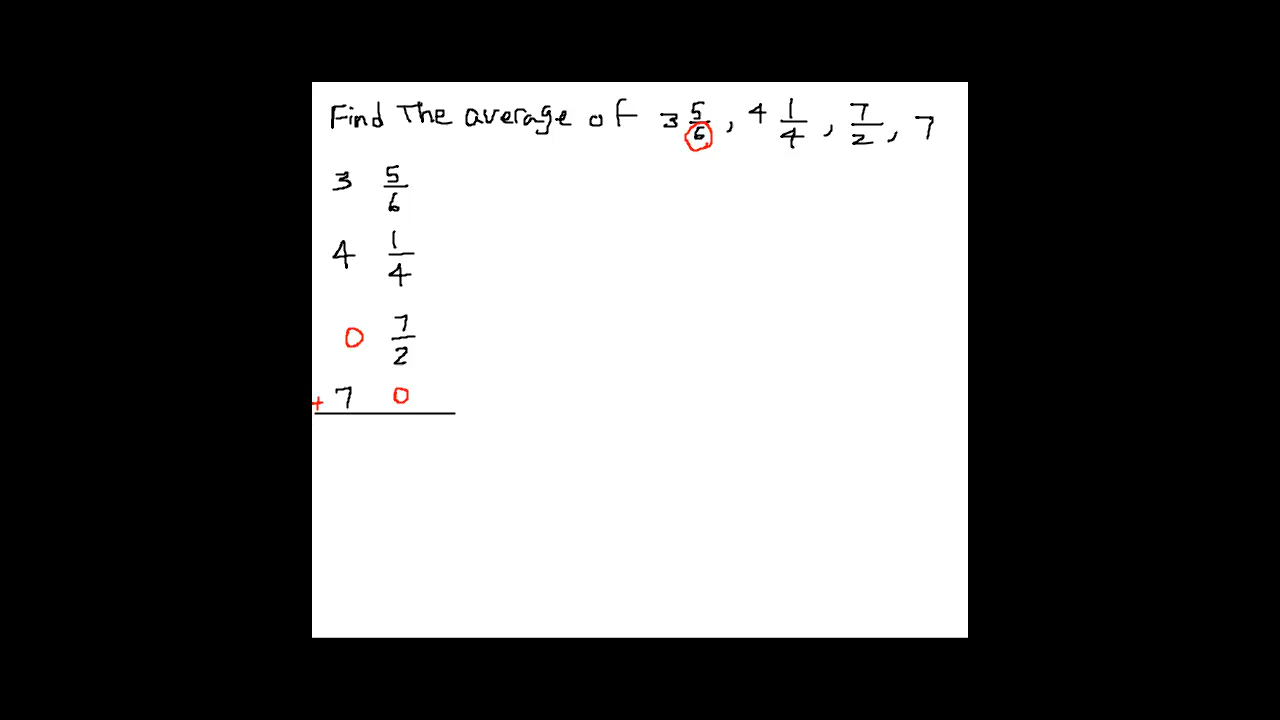 Find The average of 3 5/6, 4 1/4, 7/2, 7
3 5/6
4 1/4
0 7/2
+ 7 0